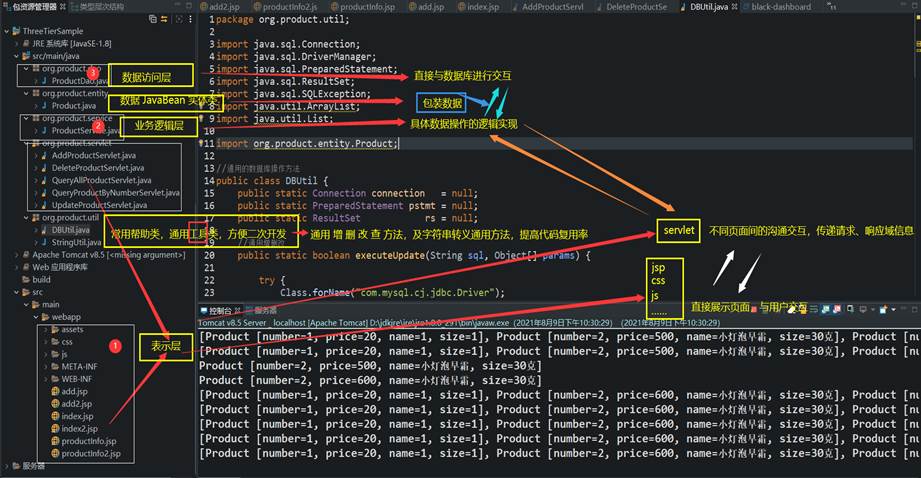 包资源管理器
类型层次结构
add2.jsp
productInfo2.js
productInfo.jsp
add.jsp
index.jsp
AddProductServl
DeleteProductSe
DBUtil.java
black-dashboard
ThreeTierSample
JRE 系统库 [JavaSE-1.8]
src/main/java
org.product.dao
ProductDao.java
org.product.entity
Product.java
org.product.service
ProductService.java
org.product.servlet
AddProductServlet.java
DeleteProductServlet.java
QueryAllProductServlet.java
QueryProductByNumberServlet.java
UpdateProductServlet.java
org.product.util
DBUtil.java
StringUtil.java
Apache Tomcat v8.5 [<missing argument>]
Web 应用程序库
build
src
main
webapp
assets
css
js
META-INF
WEB-INF
add.jsp
add2.jsp
index.jsp
index2.jsp
productInfo.jsp
productInfo2.jsp
服务器
3
数据访问层
数据 JavaBean 实体类
2
业务逻辑层
常用帮助类，通用工具类，方便二次开发
1
表示层
1 package org.product.util;
2
3 import java.sql.Connection;
4 import java.sql.DriverManager;
5 import java.sql.PreparedStatement;
6 import java.sql.ResultSet;
7 import java.sql.SQLException;
8 import java.util.ArrayList;
9 import java.util.List;
10
11 import org.product.entity.Product;
12
13 //通用的数据库操作方法
14 public class DBUtil {
15 public static Connection connection = null;
16 public static PreparedStatement pstmt = null;
17 public static ResultSet rs = null;
//通用增删改
20 public static boolean executeUpdate(String sql, Object[] params) {
22 try {
23 Class.forName("com.mysql.cj.jdbc.Driver");
直接与数据库进行交互
包装数据
具体数据操作的逻辑实现
通用 增 删 改 查 方法，及字符串转义通用方法，提高代码复用率
servlet
不同页面间的沟通交互，传递请求、响应域信息
jsp
css
js
......
直接展示页面，与用户交互
控制台
服务器
Tomcat v8.5 Server _ localhost [Apache Tomcat] D:\jdkjre\jre\jre1.8.0_291\bin\javaw.exe（2021年8月9日 下午10:30:29）
（2021年8月9日 下午10:30:29）
[Product [number=1, price=20, name=1, size=1], Product [number=2, price=500, name=小灯泡早霜, size=30克], Product [nu
[Product [number=1, price=20, name=1, size=1], Product [number=2, price=500, name=小灯泡早霜, size=30克], Product [nu
Product [number=2, price=500, name=小灯泡早霜, size=30克]
Product [number=2, price=600, name=小灯泡早霜, size=30克]
[Product [number=1, price=20, name=1, size=1], Product [number=2, price=600, name=小灯泡早霜, size=30克], Product [nu
[Product [number=1, price=20, name=1, size=1], Product [number=2, price=600, name=小灯泡早霜, size=30克], Product [nu
[Product [number=1, price=20, name=1, size=1], Product [number=2, price=600, name=小灯泡早霜, size=30克], Product [nu
[Product [number=1, price=20, name=1, size=1], Product [number=2, price=600, name=小灯泡早霜, size=30克], Product [nu
[Product [number=1, price=20, name=1, size=1], Product [number=2, price=600, name=小灯泡早霜, size=30克], Product [nu